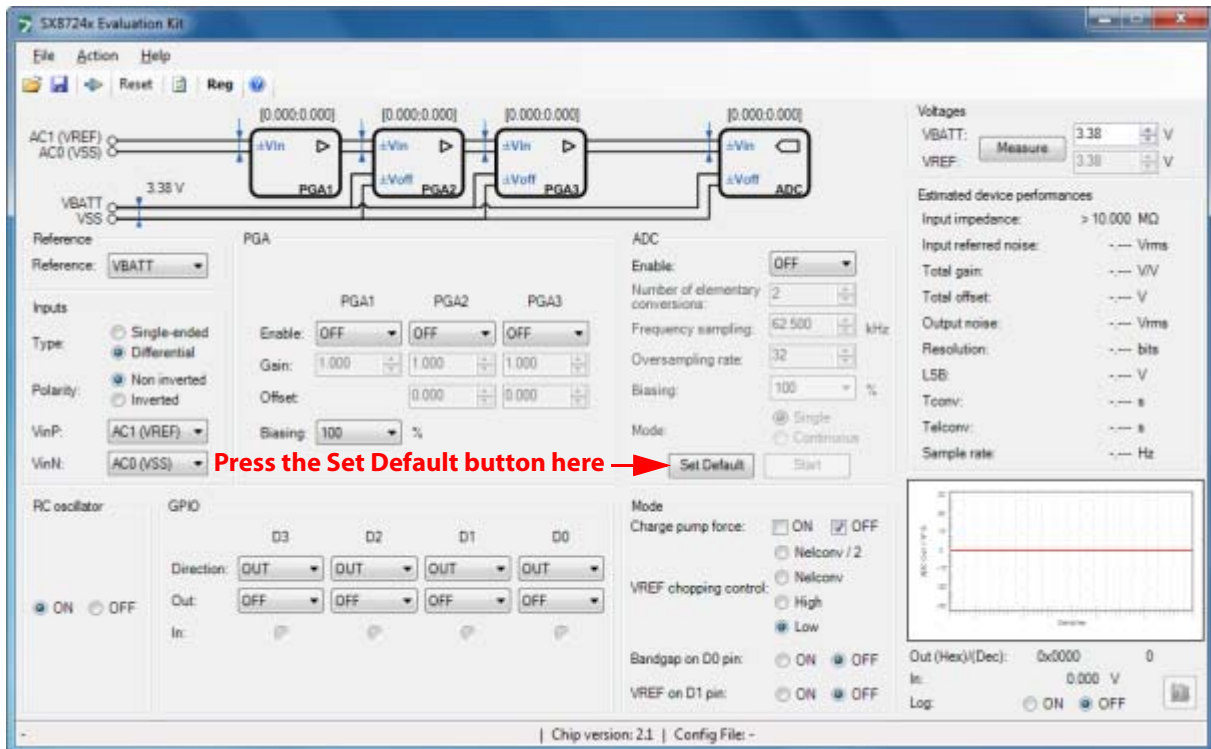 SX8724x Evaluation Kit
File Action Help
Reset Reg
[0.000:0.000] [0.000:0.000] [0.000:0.000] [0.000:0.000]
AC1 (VREF)
AC0 (VSS)
±Vin ±Vin ±Vin ±Vin
±Voff ±Voff ±Voff
PGA1 PGA2 PGA3 ADC
3.38 V
VBATT
VSS
Voltages
VBATT: Measure 3.38 V
VREF: 3.38 V
Estimated device performances
Input impedance: > 10.000 MΩ
Input referred noise: -.--- Vrms
Total gain: -.--- V/V
Total offset: -.--- V
Output noise: -.--- Vrms
Resolution: -.--- bits
LSB: -.--- V
Tconv: -.--- s
Telconv: -.--- s
Sample rate: -.--- Hz
Reference
Reference: VBATT
Inputs
Type: Single-ended
Differential
Polarity: Non inverted
Inverted
VinP: AC1 (VREF)
VinN: AC0 (VSS)
PGA
PGA1 PGA2 PGA3
Enable: OFF OFF OFF
Gain: 1.000 1.000 1.000
Offset: 0.000 0.000
Biasing: 100 %
Press the Set Default button here
ADC
Enable: OFF
Number of elementary
conversions: 2
Frequency sampling: 62.500 kHz
Oversampling rate: 32
Biasing: 100 %
Mode: Single
Continuous
Set Default Start
RC oscillator
ON OFF
GPIO
D3 D2 D1 D0
Direction: OUT OUT OUT OUT
Out: OFF OFF OFF OFF
In:
Mode
Charge pump force: ON OFF
VREF chopping control: Nelconv / 2
Nelconv
High
Low
Bandgap on D0 pin: ON OFF
VREF on D1 pin: ON OFF
Out (Hex)/(Dec): 0x0000 0
In: 0.000 V
Log: ON OFF
- | Chip version: 2.1 | Config File: -